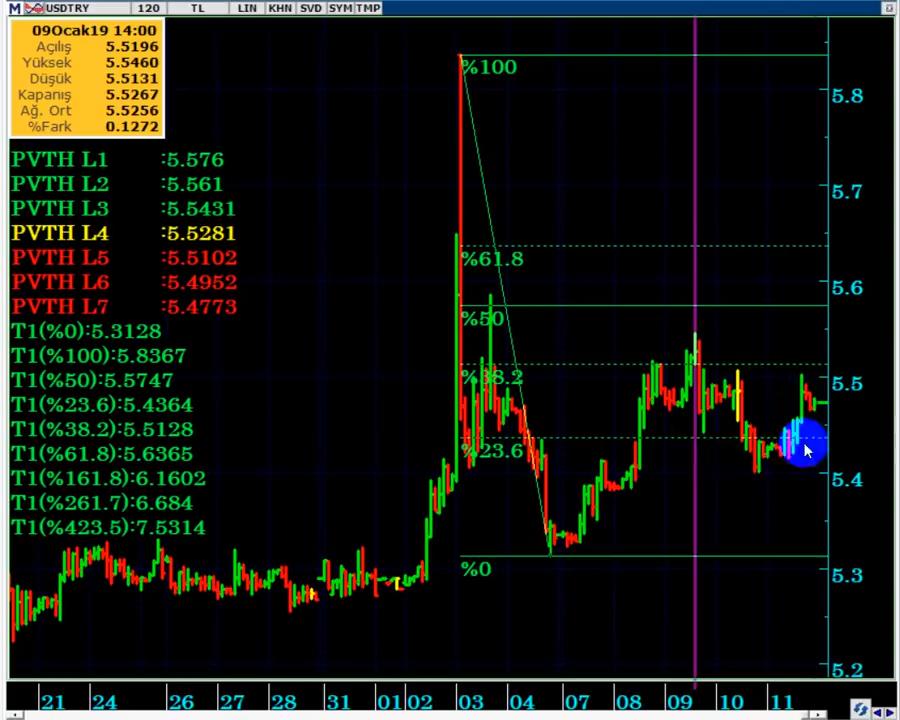 M USDTRY 120 TL LIN KHN SVD SYM TMP
09Ocak19 14:00
Açılış 5.5196
Yüksek 5.5460
Düşük 5.5131
Kapanış 5.5267
Ağ. Ort 5.5256
%Fark 0.1272
PVTH L1 :5.576
PVTH L2 :5.561
PVTH L3 :5.5431
PVTH L4 :5.5281
PVTH L5 :5.5102
PVTH L6 :5.4952
PVTH L7 :5.4773
T1(%0):5.3128
T1(%100):5.8367
T1(%50):5.5747
T1(%23.6):5.4364
T1(%38.2):5.5128
T1(%61.8):5.6365
T1(%161.8):6.1602
T1(%261.7):6.684
T1(%423.5):7.5314
%100
%61.8
%50
%38.2
%23.6
%0
5.8
5.7
5.6
5.5
5.4
5.3
5.2
21 24 26 27 28 31 01 02 03 04 07 08 09 10 11